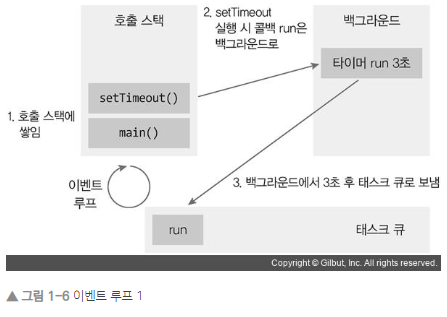 호출 스택
2. setTimeout
실행 시 콜백 run은
백그라운드로
백그라운드
타이머 run 3초
1. 호출 스택에
쌓임
setTimeout()
main()
이벤트
루프
3. 백그라운드에서 3초 후 태스크 큐로 보냄
run
태스크 큐
Copyright © Gilbut, Inc. All rights reserved.
▲ 그림 1-6 이벤트 루프 1